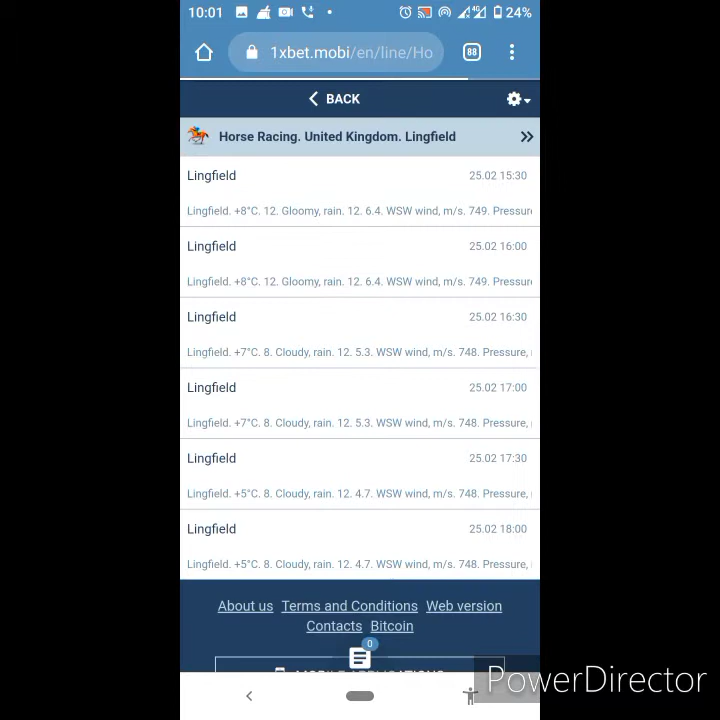 10:01
4G
24%
1xbet.mobi/en/line/Ho
88
BACK
Horse Racing. United Kingdom. Lingfield
Lingfield 25.02 15:30
Lingfield. +8°C. 12. Gloomy, rain. 12. 6.4. WSW wind, m/s. 749. Pressur
Lingfield 25.02 16:00
Lingfield. +8°C. 12. Gloomy, rain. 12. 6.4. WSW wind, m/s. 749. Pressur
Lingfield 25.02 16:30
Lingfield. +7°C. 8. Cloudy, rain. 12. 5.3. WSW wind, m/s. 748. Pressure,
Lingfield 25.02 17:00
Lingfield. +7°C. 8. Cloudy, rain. 12. 5.3. WSW wind, m/s. 748. Pressure,
Lingfield 25.02 17:30
Lingfield. +5°C. 8. Cloudy, rain. 12. 4.7. WSW wind, m/s. 748. Pressure,
Lingfield 25.02 18:00
Lingfield. +5°C. 8. Cloudy, rain. 12. 4.7. WSW wind, m/s. 748. Pressure,
About us Terms and Conditions Web version
Contacts Bitcoin
0
PowerDirector